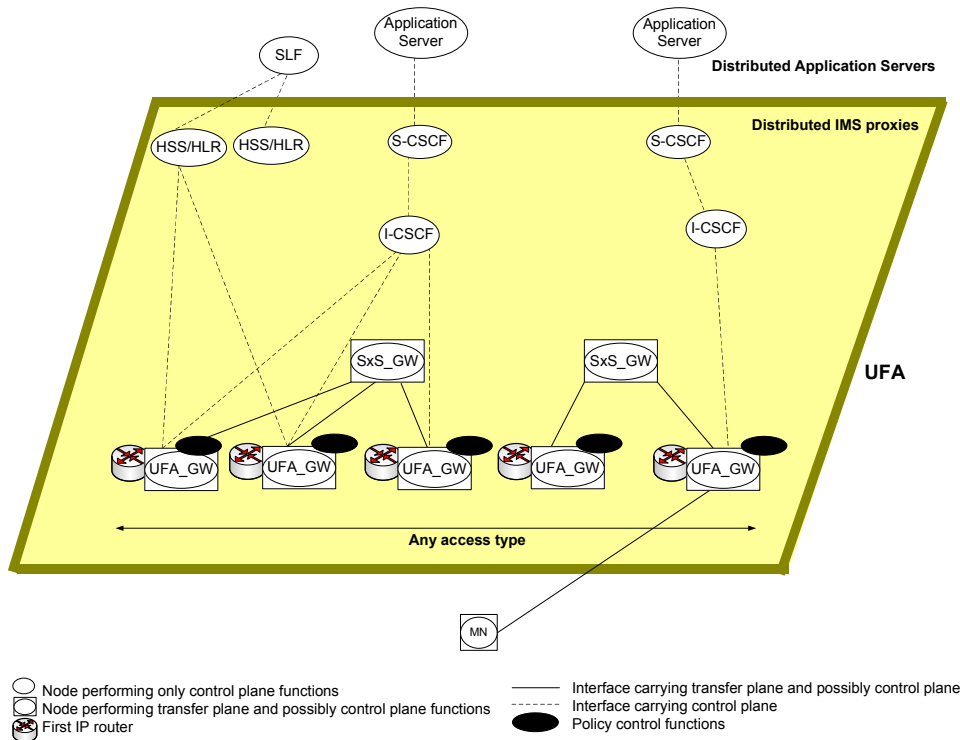 Application
Server
Application
Server
SLF
Distributed Application Servers
Distributed IMS proxies
HSS/HLR
HSS/HLR
S-CSCF
S-CSCF
I-CSCF
I-CSCF
SxS_GW
SxS_GW
UFA
UFA_GW
UFA_GW
UFA_GW
UFA_GW
UFA_GW
Any access type
MN
Node performing only control plane functions
Node performing transfer plane and possibly control plane functions
First IP router
Interface carrying transfer plane and possibly control plane
Interface carrying control plane
Policy control functions